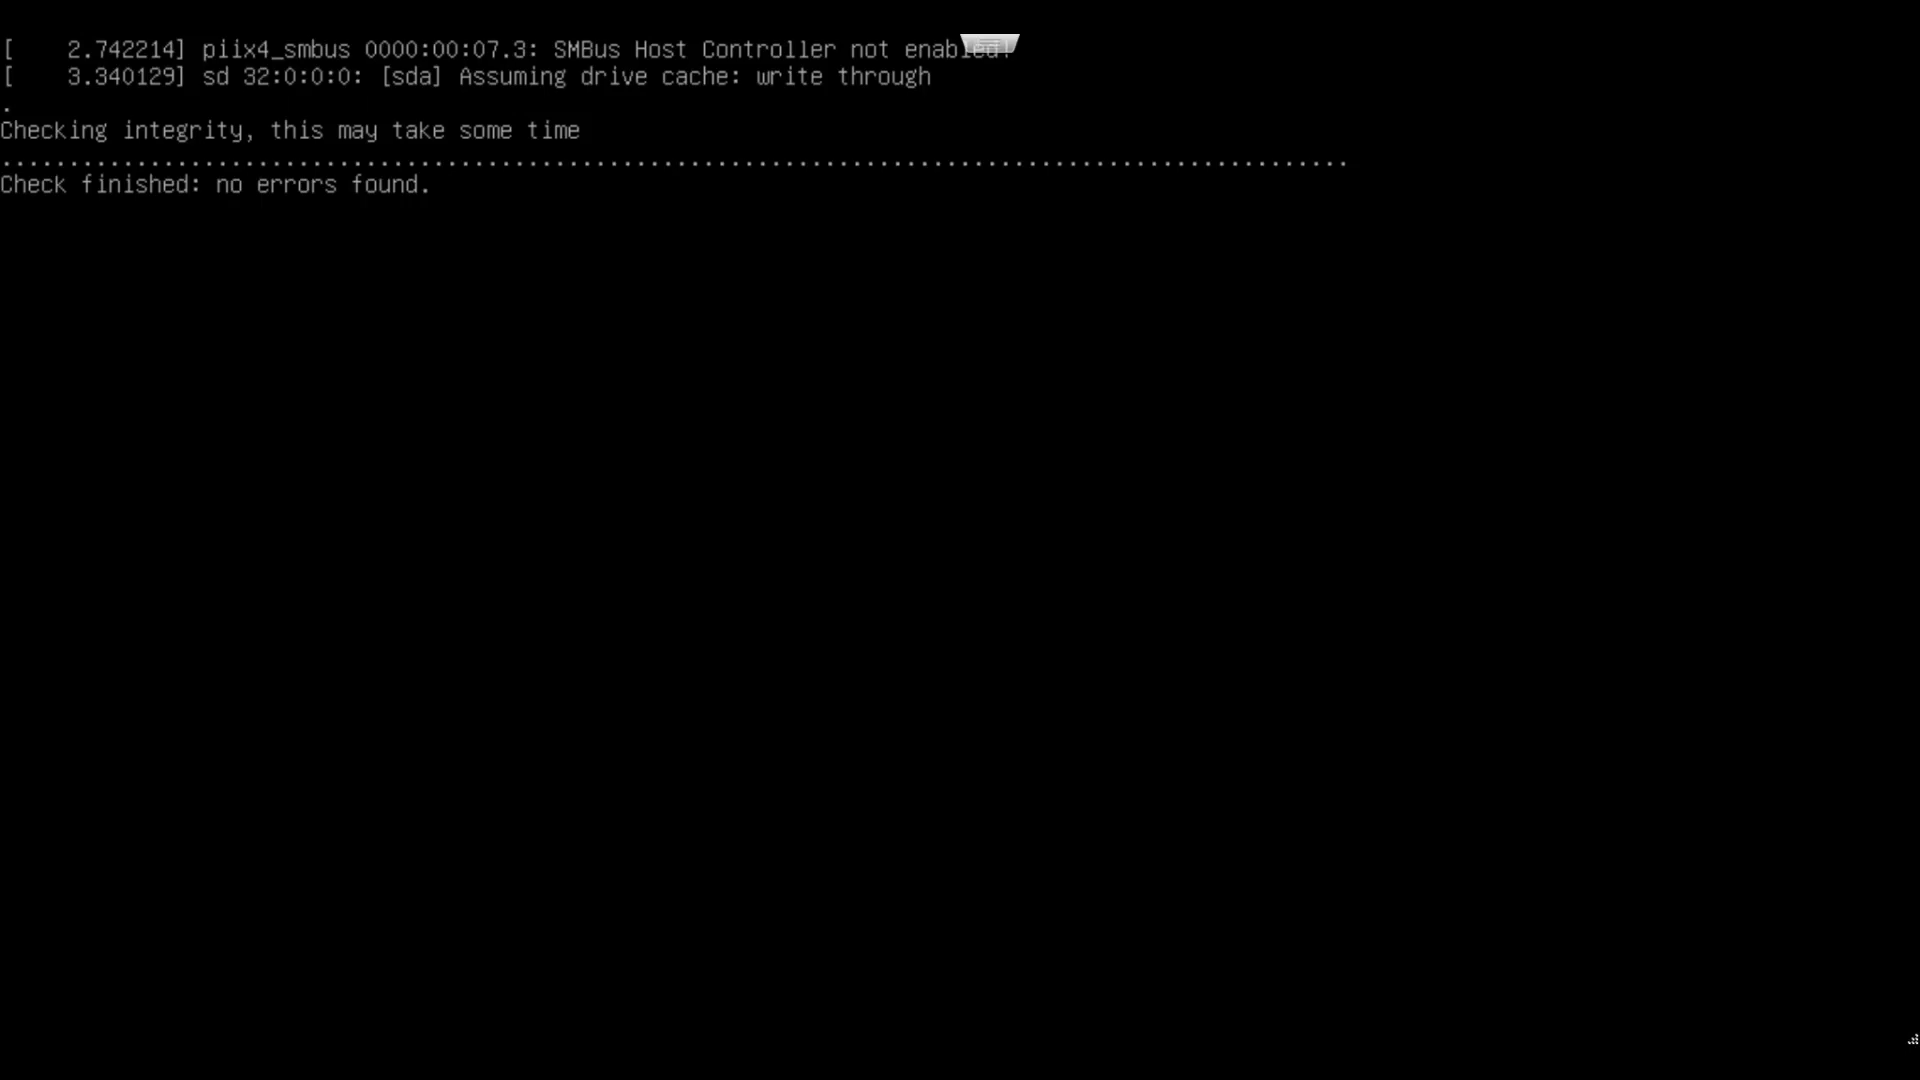 [    2.742214] piix4_smbus 0000:00:07.3: SMBus Host Controller not enabled!
[    3.340129] sd 32:0:0:0: [sda] Assuming drive cache: write through
.
Checking integrity, this may take some time
....................................................................................................
Check finished: no errors found.